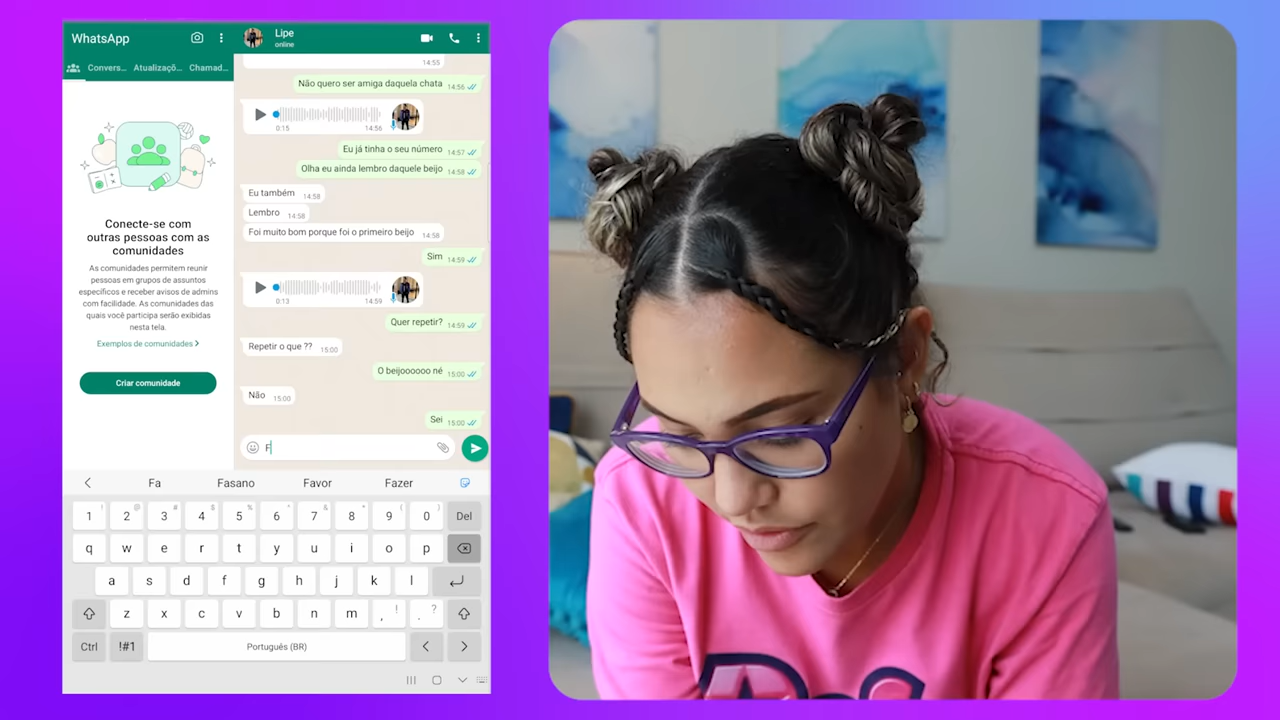 WhatsApp
Convers... Atualizaçõ... Chamad...
Conecte-se com
outras pessoas com as
comunidades
As comunidades permitem reunir
pessoas em grupos de assuntos
específicos e receber avisos de admins
com facilidade. As comunidades das
quais você participa serão exibidas
nesta tela.
Exemplos de comunidades
Criar comunidade
Lipe
online
14:55
Não quero ser amiga daquela chata 14:56
0:15 14:56
Eu já tinha o seu número 14:57
Olha eu ainda lembro daquele beijo 14:58
Eu também 14:58
Lembro 14:58
Foi muito bom porque foi o primeiro beijo 14:58
Sim 14:59
0:13 14:59
Quer repetir? 14:59
Repetir o que ?? 15:00
O beijoooooo né 15:00
Não 15:00
Sei 15:00
F
Fa Fasano Favor Fazer
1 2 3 4 5 6 7 8 9 0 Del
q w e r t y u i o p
a s d f g h j k l
z x c v b n m , ! . ?
Ctrl !#1 Português (BR) < >